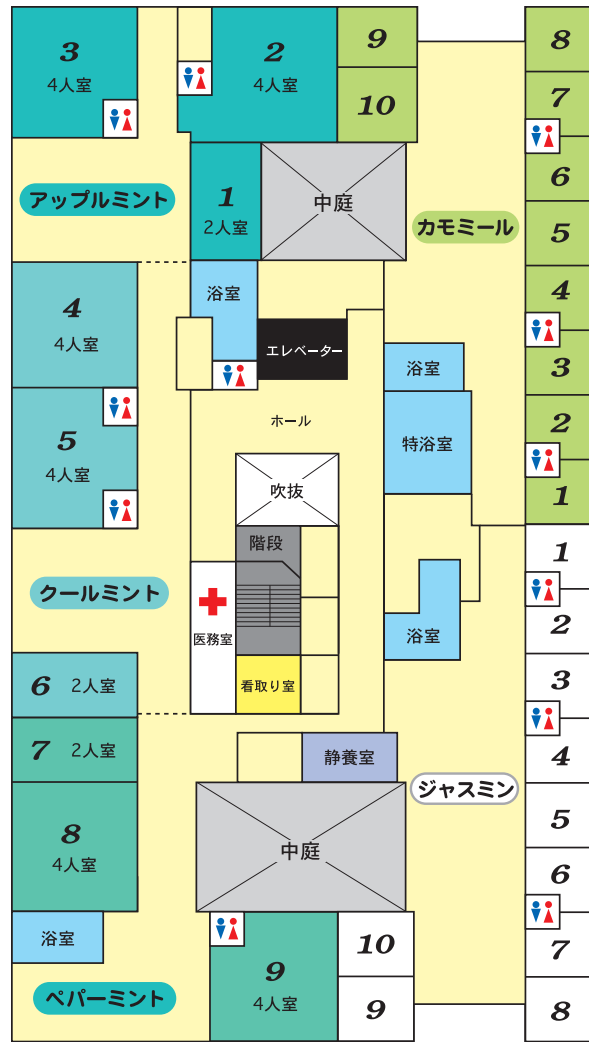 3
4人室
2
4人室
9
10
8
7
6
5
4
3
2
1
1
2人室
中庭
アップルミント
カモミール
浴室
エレベーター
4
4人室
5
4人室
ホール
浴室
特浴室
吹抜
階段
医務室
看取り室
クールミント
浴室
1
2
3
4
5
6
7
8
6 2人室
7 2人室
8
4人室
静養室
ジャスミン
中庭
浴室
ペパーミント
9
4人室
10
9